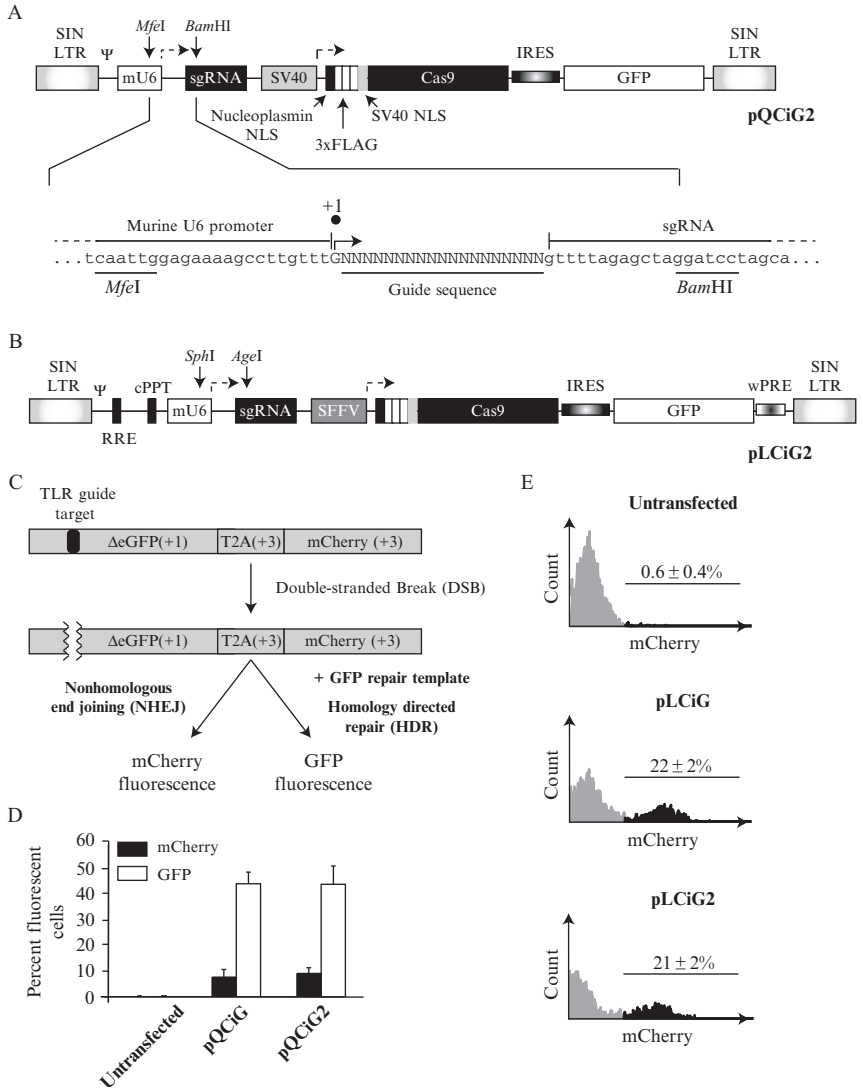 A
SIN
LTR
Ψ
MfeI
BamHI
mU6
sgRNA
SV40
Cas9
IRES
GFP
SIN
LTR
Nucleoplasmin
NLS
3xFLAG
SV40 NLS
pQCiG2
+1
Murine U6 promoter
sgRNA
...tcaattggagaaaagccttgtttGNNNNNNNNNNNNNNNNNNNgttttagagctaggatcctagca...
MfeI
Guide sequence
BamHI
B
SIN
LTR
Ψ
RRE
cPPT
SphI
AgeI
mU6
sgRNA
SFFV
Cas9
IRES
GFP
wPRE
SIN
LTR
pLCiG2
C
TLR guide
target
ΔeGFP(+1)
T2A(+3)
mCherry (+3)
Double-stranded Break (DSB)
ΔeGFP(+1)
T2A(+3)
mCherry (+3)
Nonhomologous
end joining (NHEJ)
+ GFP repair template
Homology directed
repair (HDR)
mCherry
fluorescence
GFP
fluorescence
D
Percent fluorescent
cells
60
50
40
30
20
10
0
mCherry
GFP
Untransfected
pQCiG
pQCiG2
E
Untransfected
Count
0.6 ± 0.4%
mCherry
pLCiG
Count
22 ± 2%
mCherry
pLCiG2
Count
21 ± 2%
mCherry